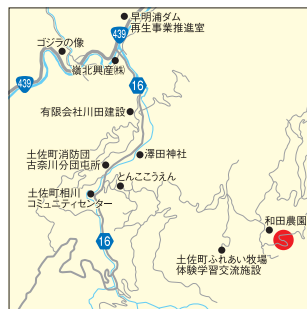 早明浦ダム
再生事業推進室
439
ゴジラの像
嶺北興産㈱
439
16
有限会社川田建設
澤田神社
土佐町消防団
古奈川分団屯所
とんここうえん
土佐町相川
コミュニティセンター
16
和田農園
土佐町ふれあい牧場
体験学習交流施設